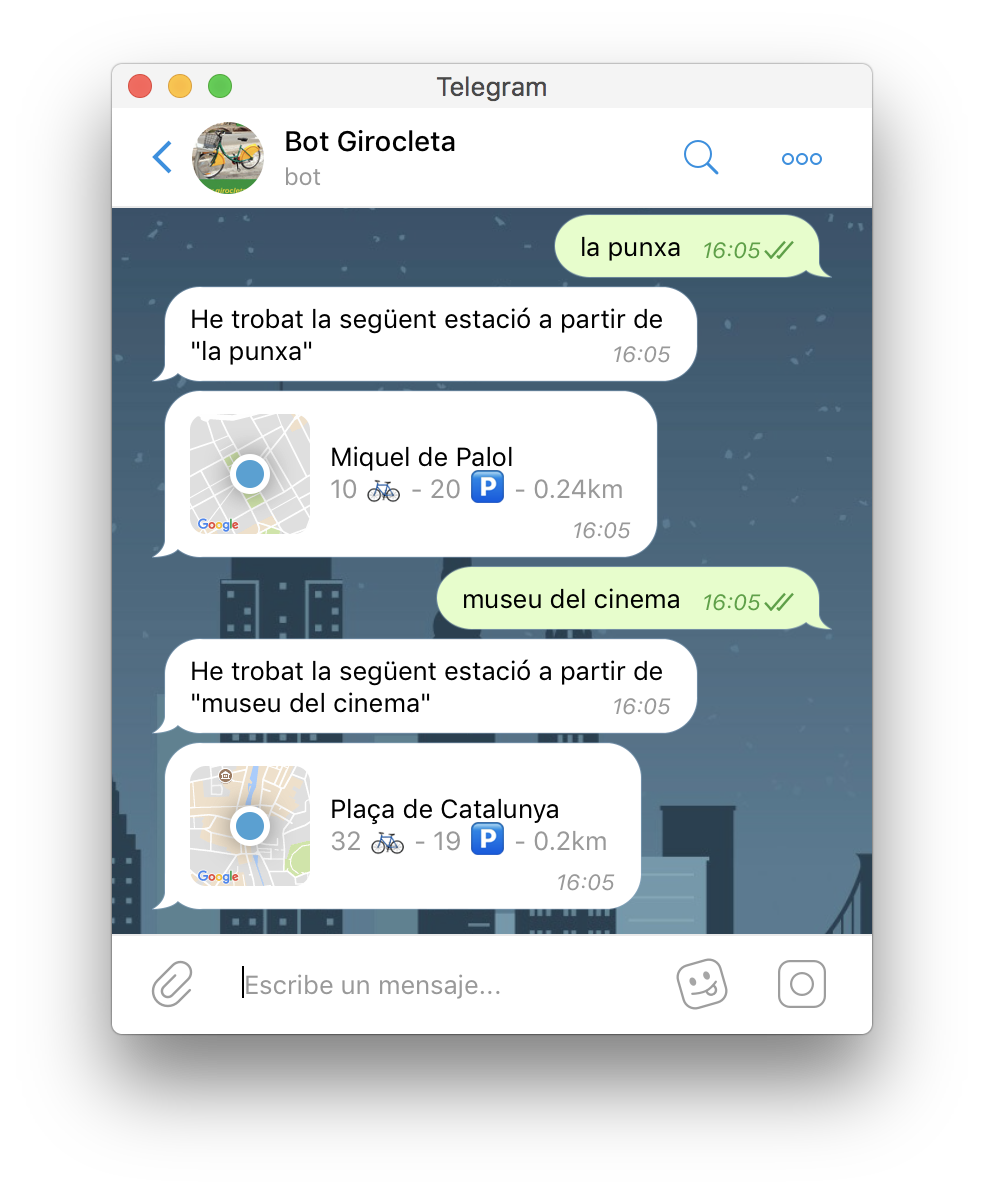 Telegram
Bot Girocleta
bot
girocleta
la punxa 16:05
He trobat la següent estació a partir de
"la punxa" 16:05
Miquel de Palol
10 🚲 - 20 🅿️ - 0.24km
Google 16:05
museu del cinema 16:05
He trobat la següent estació a partir de
"museu del cinema" 16:05
Plaça de Catalunya
32 🚲 - 19 🅿️ - 0.2km
Google 16:05
Escribe un mensaje...